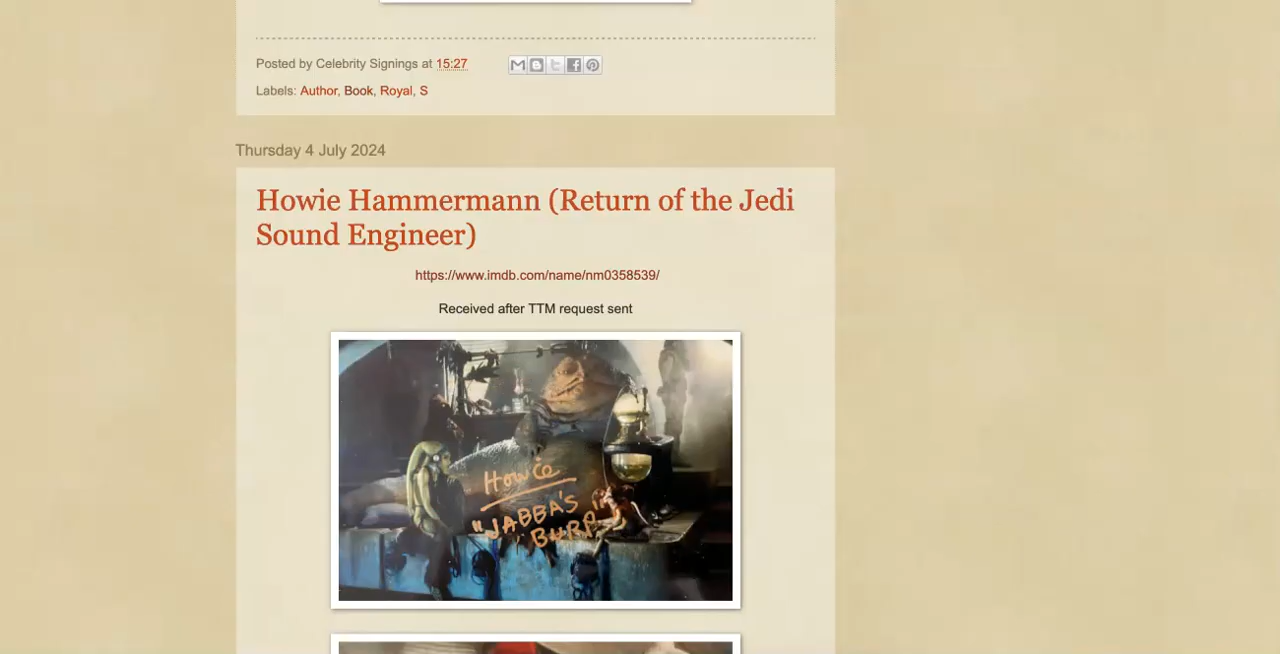 Posted by Celebrity Signings at 15:27
Labels: Author, Book, Royal, S
Thursday 4 July 2024
Howie Hammermann (Return of the Jedi
Sound Engineer)
https://www.imdb.com/name/nm0358539/
Received after TTM request sent
Howie
"JABBA'S
BURP"